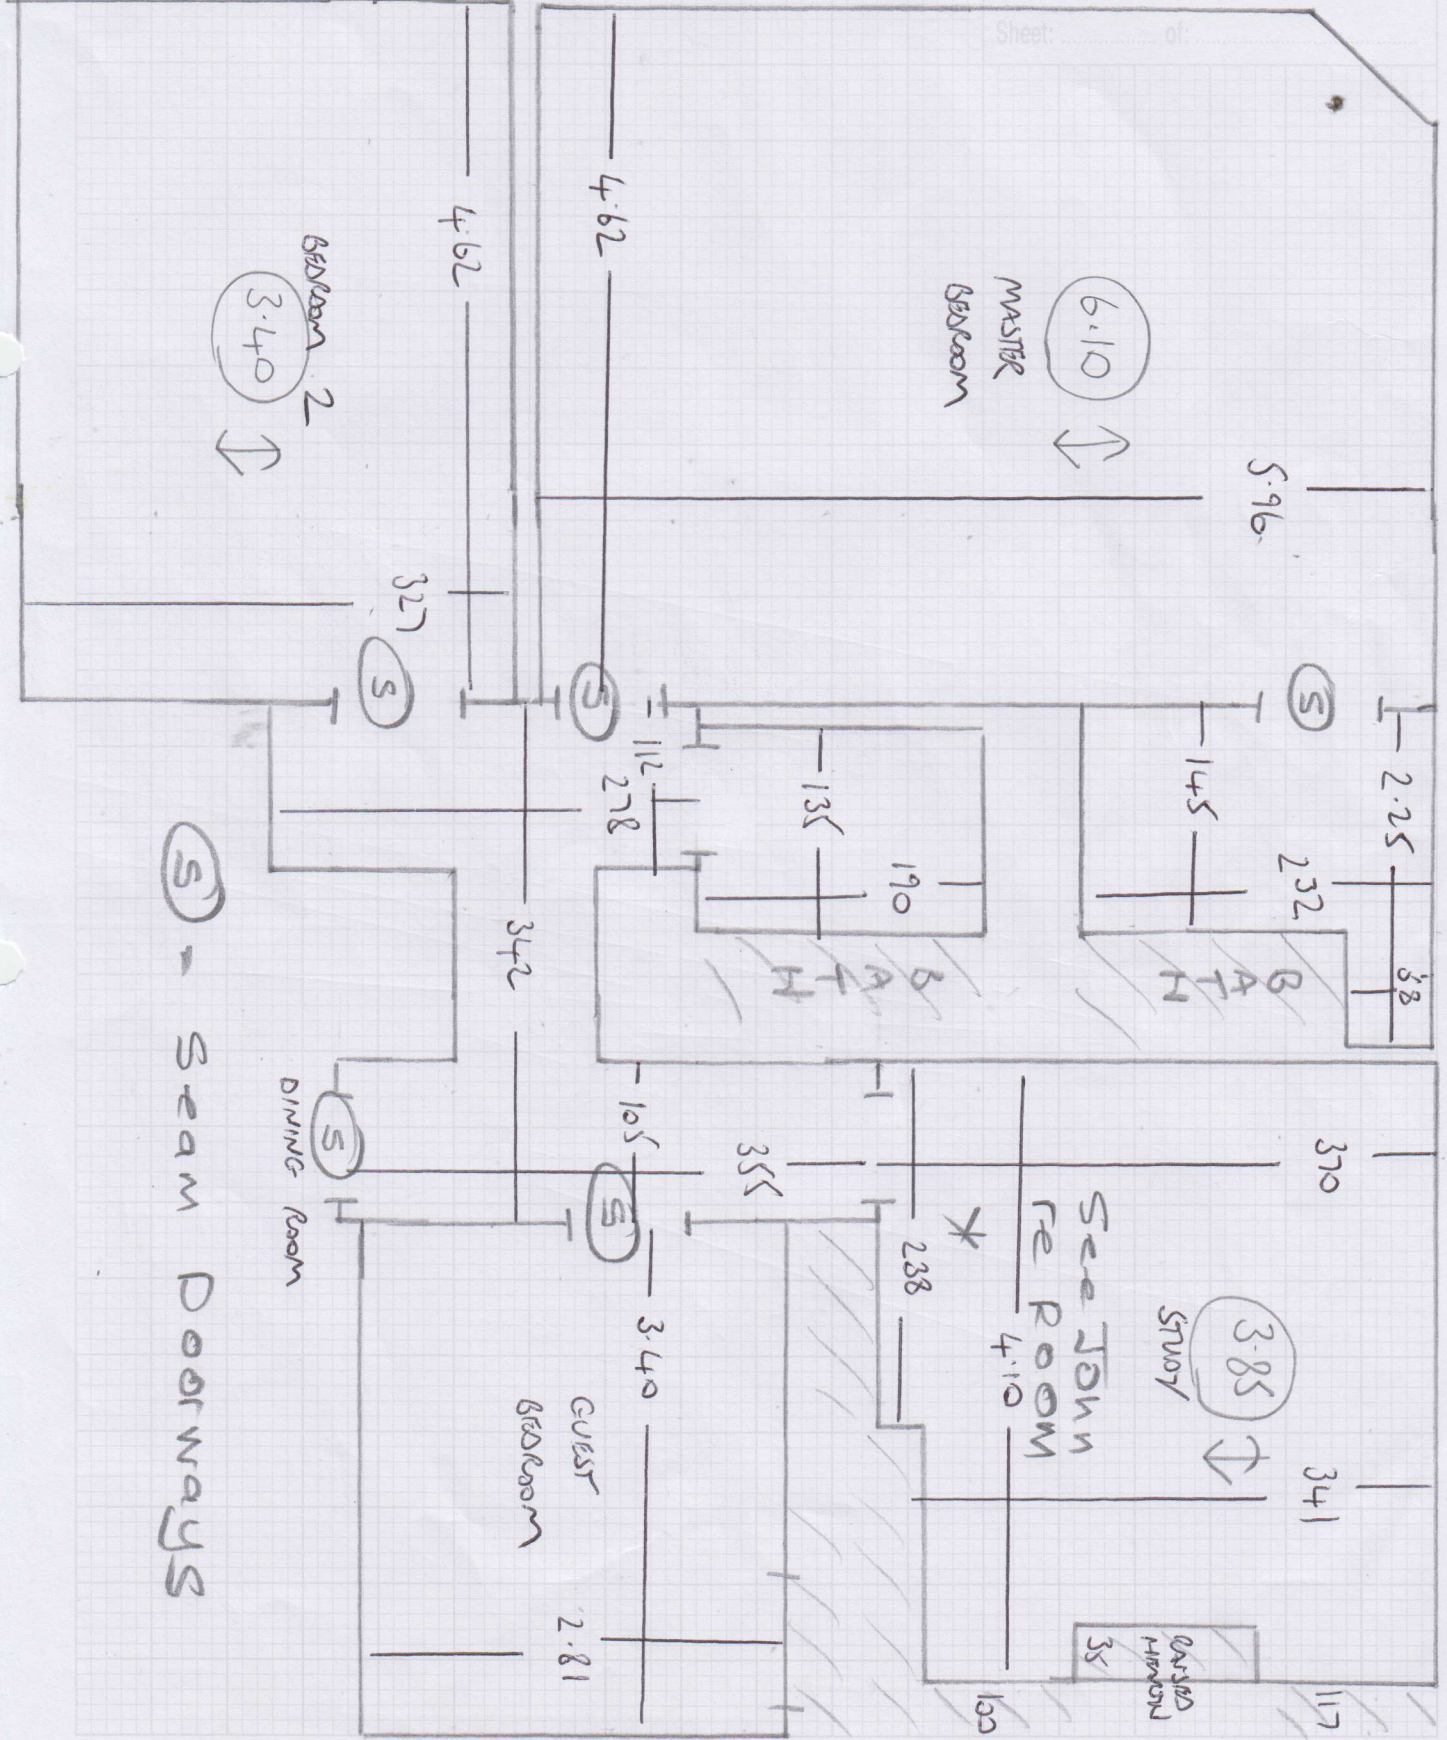 Sheet: of:
4.62
4.62
BEDROOM 2
3.40
6.10
MASTER
BEDROOM
5.96
327
S
S
S
112
278
135
190
145
232
2.25
38
BATH
BATH
342
S - Seam Doorways
DINING ROOM
S
105
355
S
370
238
4.10
See John
re Room
*
3.85
STUDY
341
3.40
GUEST
BEDROOM
2.81
RAISED
HEARTH
35
100
117